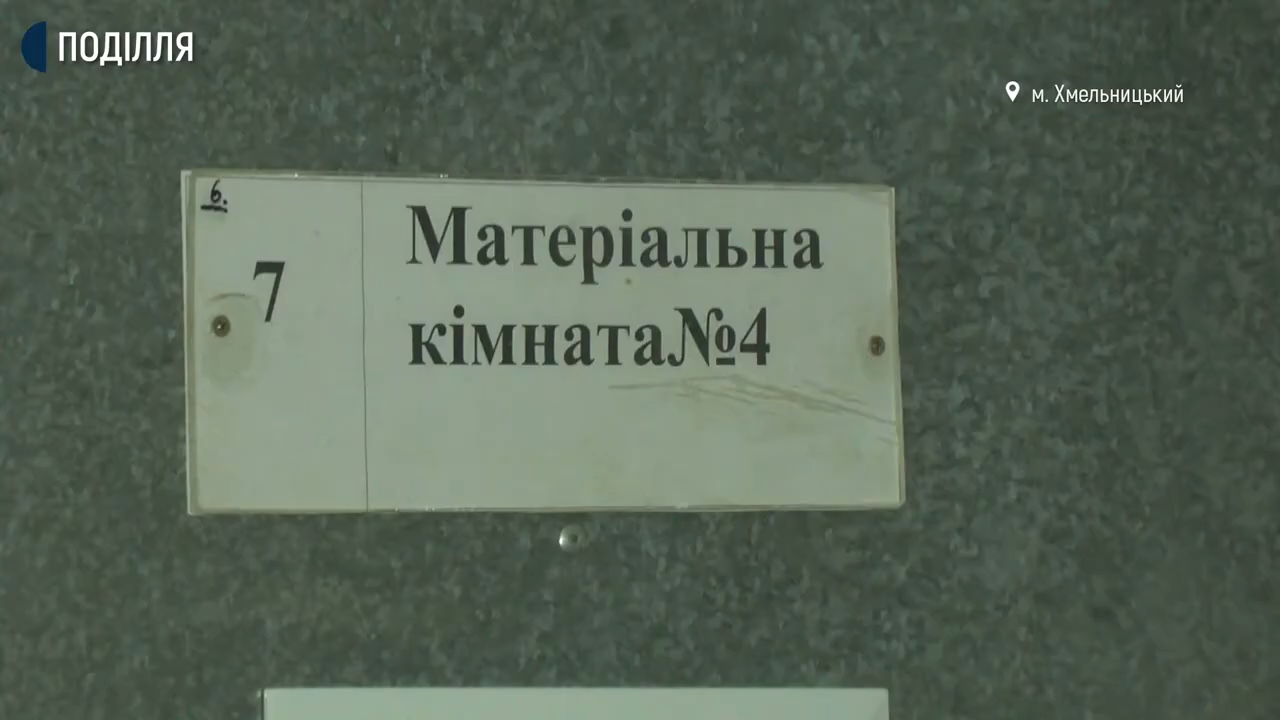 ПОДІЛЛЯ
м. Хмельницький
6.
7
Матеріальна
кімната№4